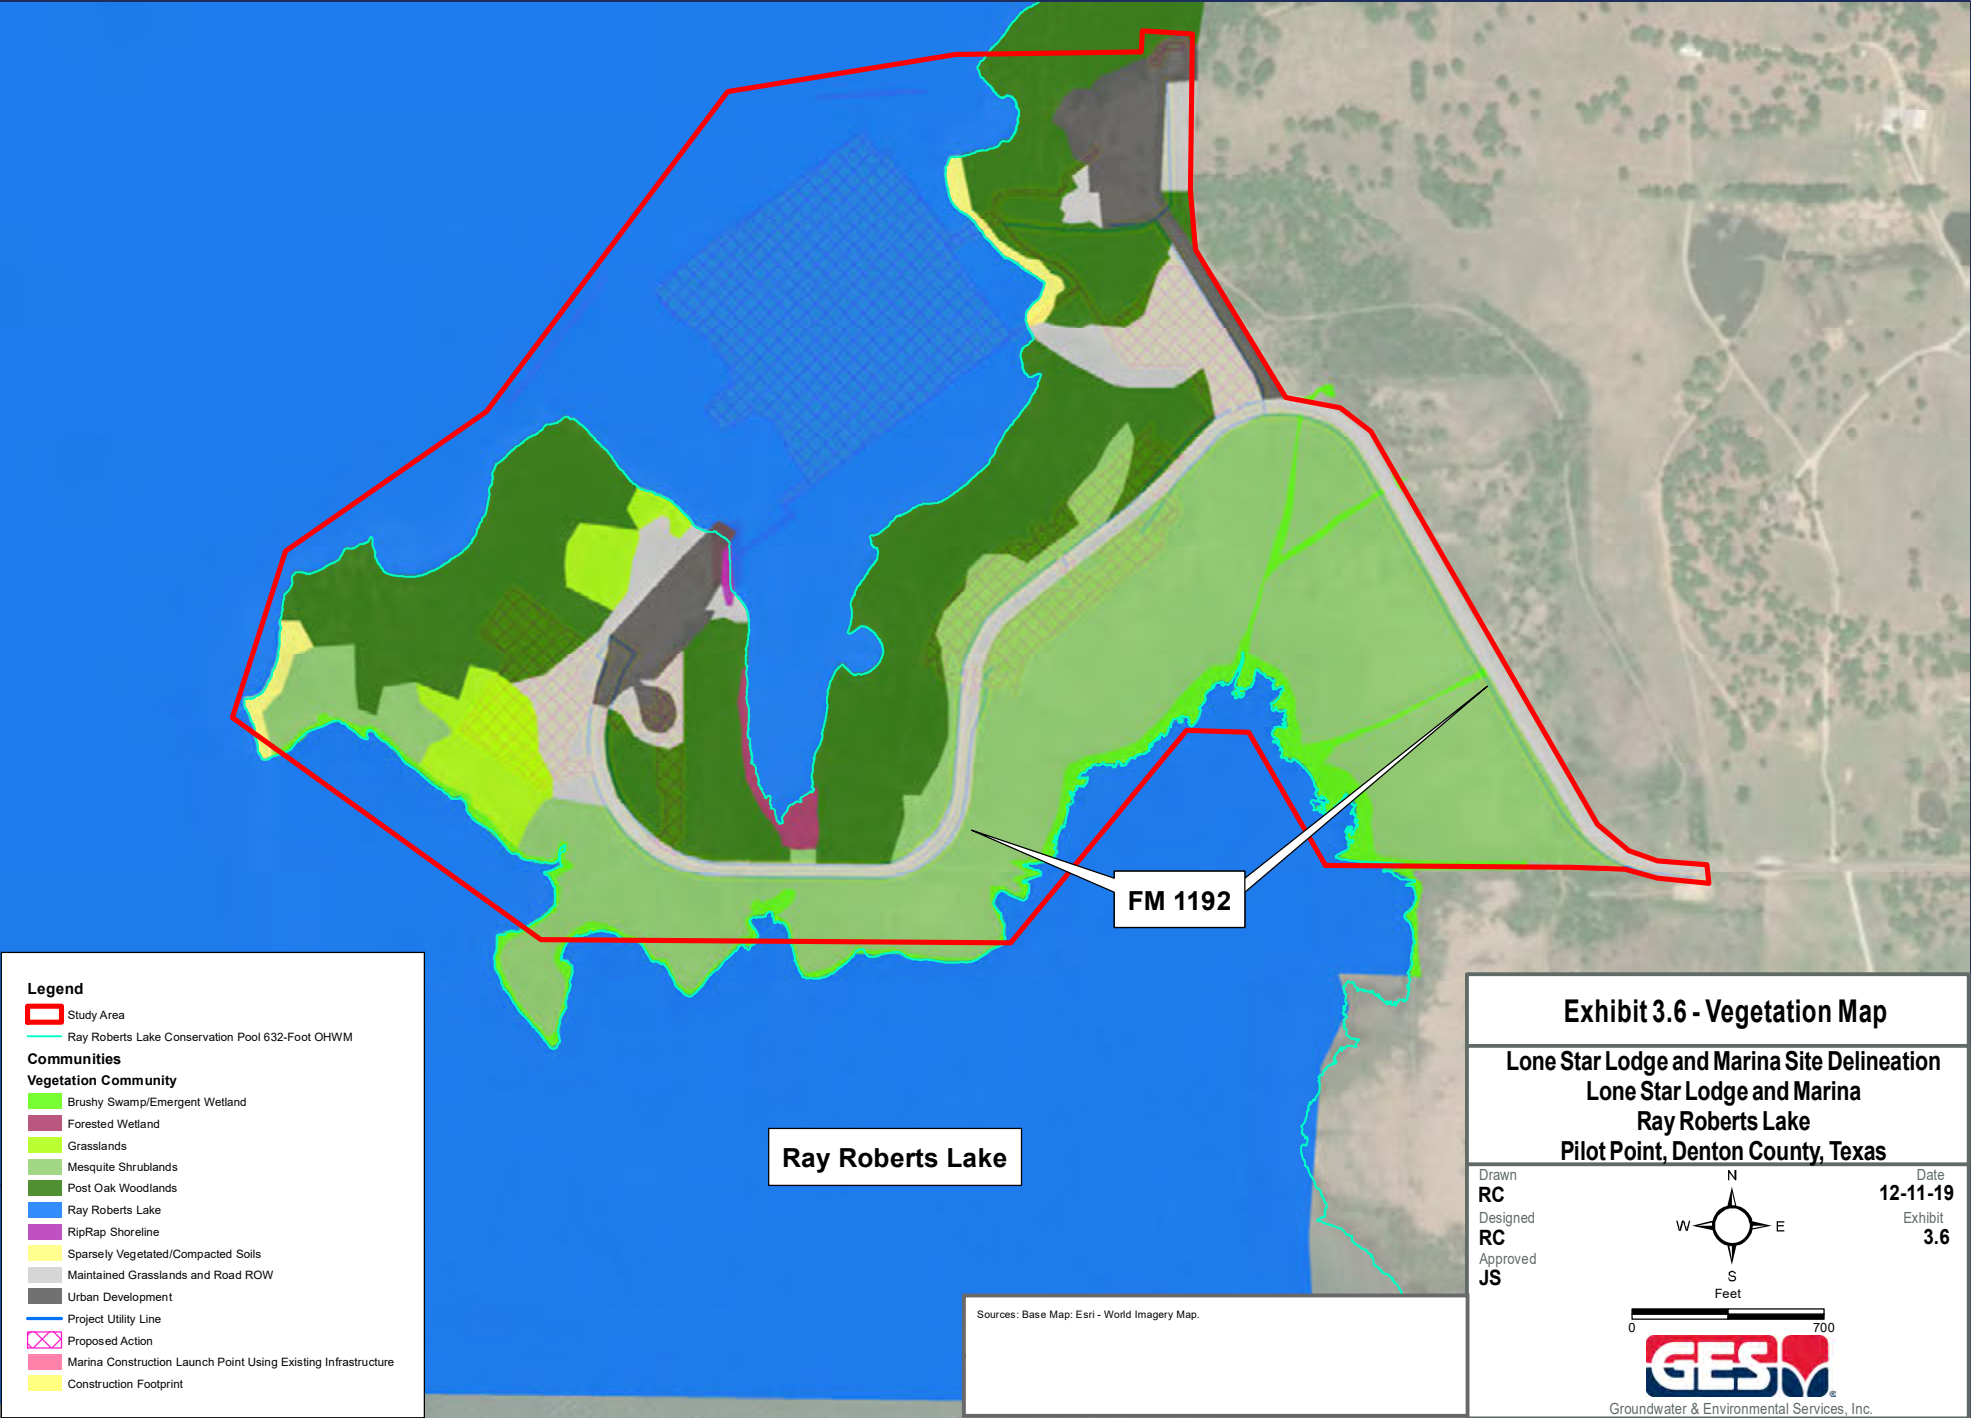 FM 1192
Ray Roberts Lake
Legend
Study Area
Ray Roberts Lake Conservation Pool 632-Foot OHWM
Communities
Vegetation Community
Brushy Swamp/Emergent Wetland
Forested Wetland
Grasslands
Mesquite Shrublands
Post Oak Woodlands
Ray Roberts Lake
RipRap Shoreline
Sparsely Vegetated/Compacted Soils
Maintained Grasslands and Road ROW
Urban Development
Project Utility Line
Proposed Action
Marina Construction Launch Point Using Existing Infrastructure
Construction Footprint
Sources: Base Map: Esri - World Imagery Map.
Exhibit 3.6 - Vegetation Map
Lone Star Lodge and Marina Site Delineation
Lone Star Lodge and Marina
Ray Roberts Lake
Pilot Point, Denton County, Texas
Drawn
RC
Designed
RC
Approved
JS
N
W E
S
Date
12-11-19
Exhibit
3.6
Feet
0 700
GES
Groundwater & Environmental Services, Inc.